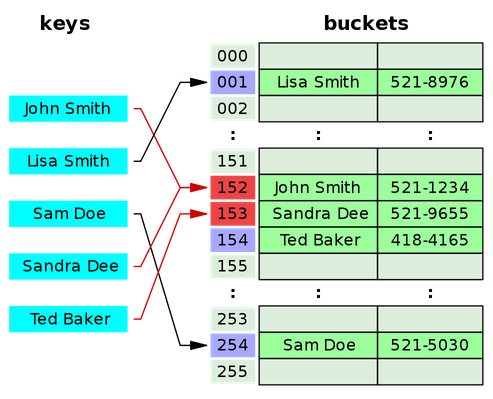 keys
buckets
John Smith
Lisa Smith
Sam Doe
Sandra Dee
Ted Baker
000
001 Lisa Smith 521-8976
002
: : :
151
152 John Smith 521-1234
153 Sandra Dee 521-9655
154 Ted Baker 418-4165
155
: : :
253
254 Sam Doe 521-5030
255